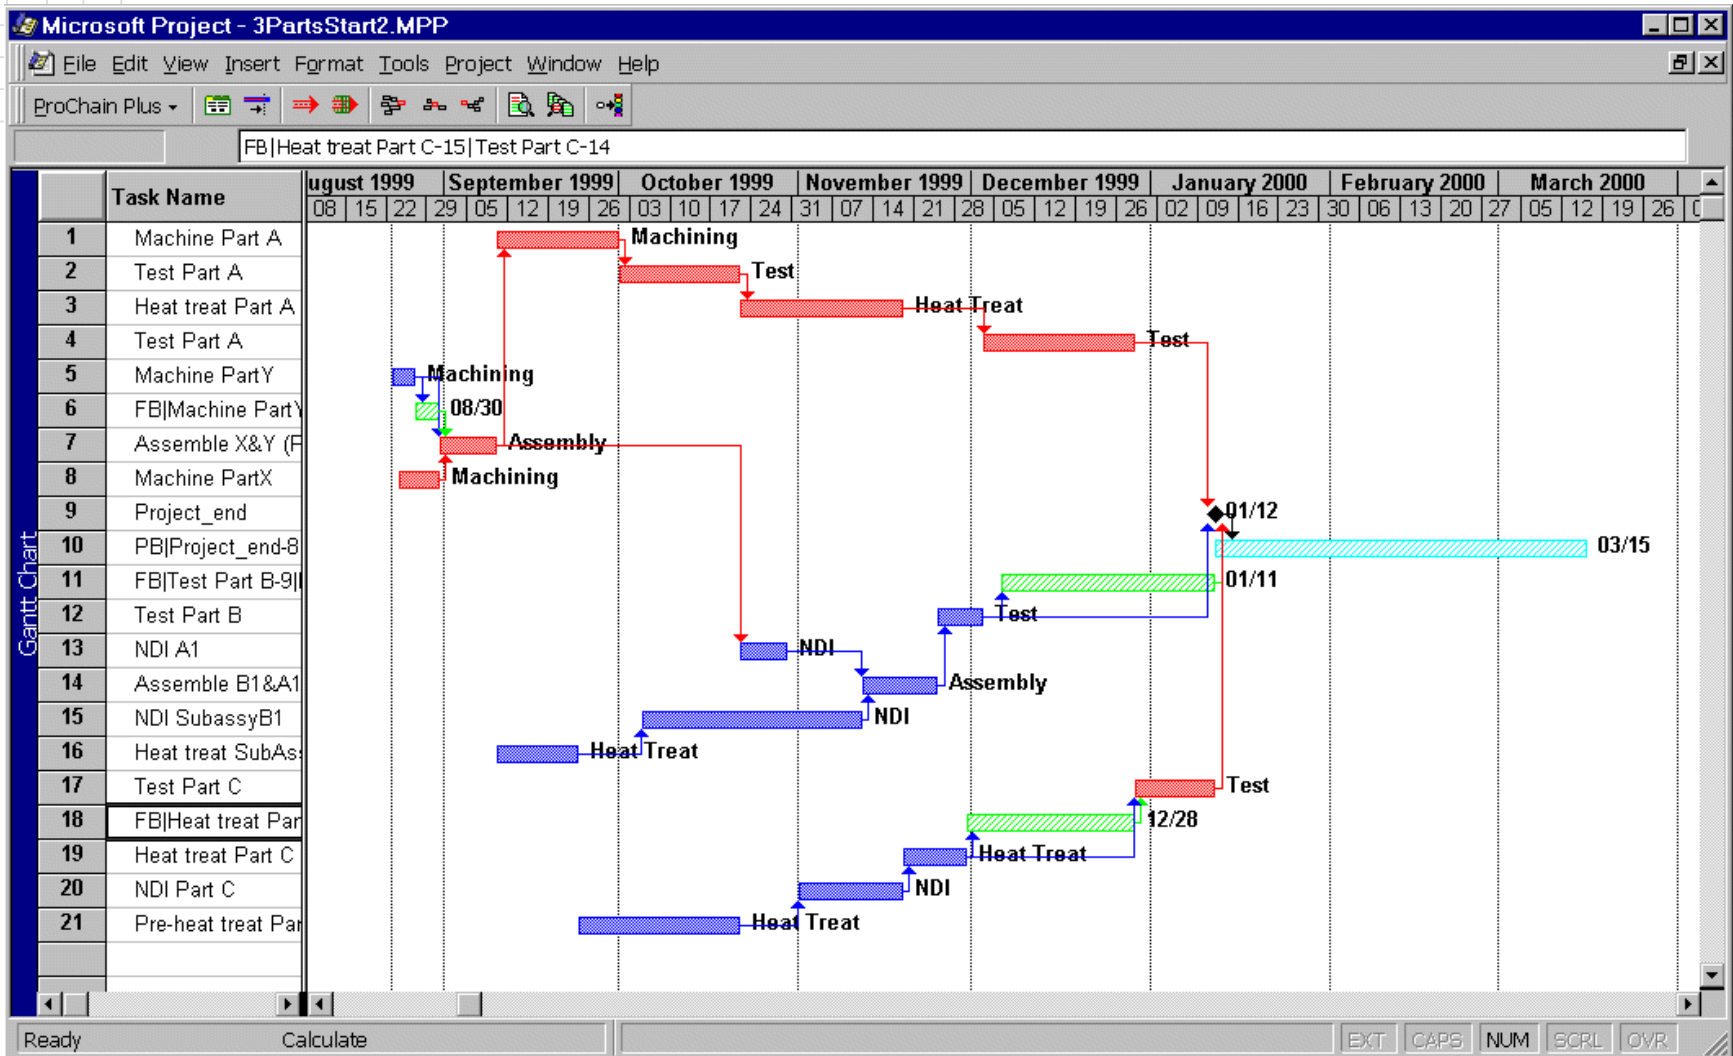 Microsoft Project - 3PartsStart2.MPP
File Edit View Insert Format Tools Project Window Help
ProChain Plus
FB|Heat treat Part C-15|Test Part C-14
Task Name
ugust 1999 September 1999 October 1999 November 1999 December 1999 January 2000 February 2000 March 2000
08 15 22 29 05 12 19 26 03 10 17 24 31 07 14 21 28 05 12 19 26 02 09 16 23 30 06 13 20 27 05 12 19 26
1 Machine Part A Machining
2 Test Part A Test
3 Heat treat Part A Heat Treat
4 Test Part A Test
5 Machine PartY Machining
6 FB|Machine PartY 08/30
7 Assemble X&Y (F Assembly
8 Machine PartX Machining
9 Project_end 01/12
10 PB|Project_end-8 03/15
11 FB|Test Part B-9| 01/11
12 Test Part B Test
13 NDI A1 NDI
14 Assemble B1&A1 Assembly
15 NDI SubassyB1 NDI
16 Heat treat SubAs Heat Treat
17 Test Part C Test
18 FB|Heat treat Par 12/28
19 Heat treat Part C Heat Treat
20 NDI Part C NDI
21 Pre-heat treat Par Heat Treat
Gantt Chart
Ready Calculate EXT CAPS NUM SCRL OVR